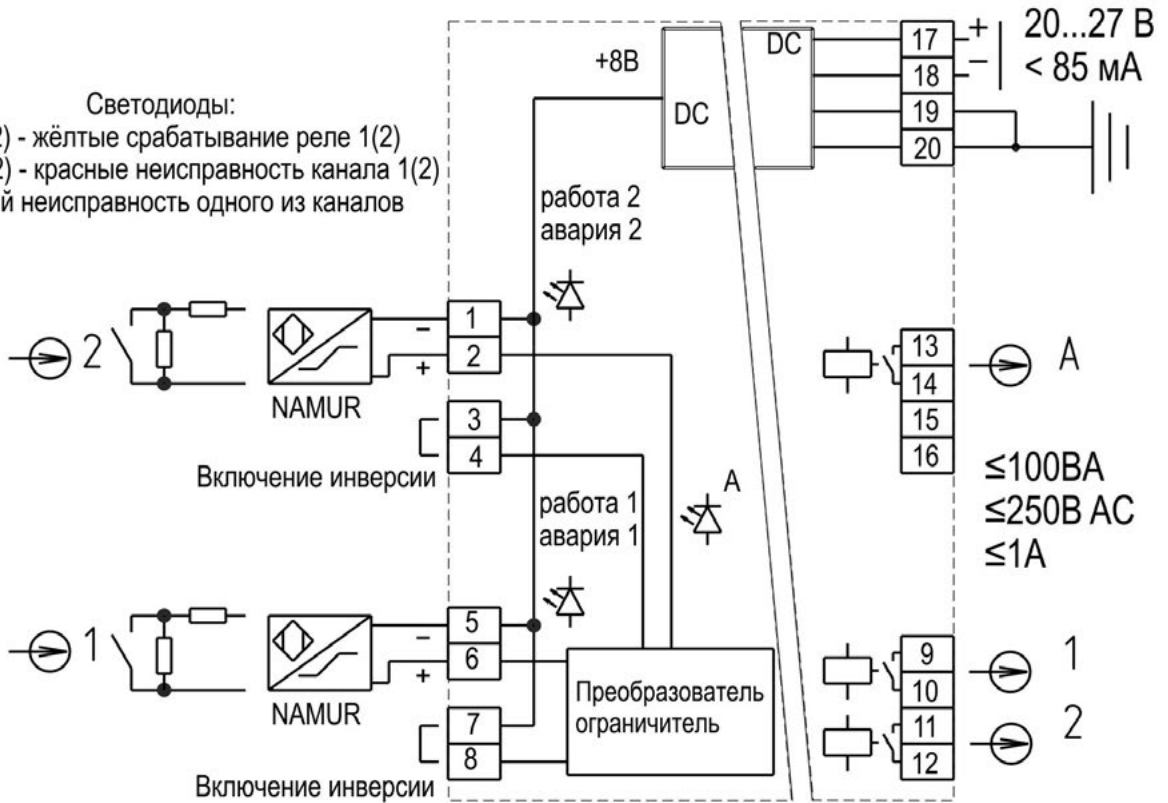 Светодиоды:
2) - жёлтые срабатывание реле 1(2)
2) - красные неисправность канала 1(2)
й неисправность одного из каналов
+8В
DC
DC
17
18
19
20
+
−
20...27 В
< 85 мА
работа 2
авария 2
2
NAMUR
1
2
−
+
3
4
Включение инверсии
A
работа 1
авария 1
1
NAMUR
5
6
−
+
7
8
Включение инверсии
Преобразователь
ограничитель
13
14
15
16
A
≤100ВА
≤250В AC
≤1А
9
10
11
12
1
2